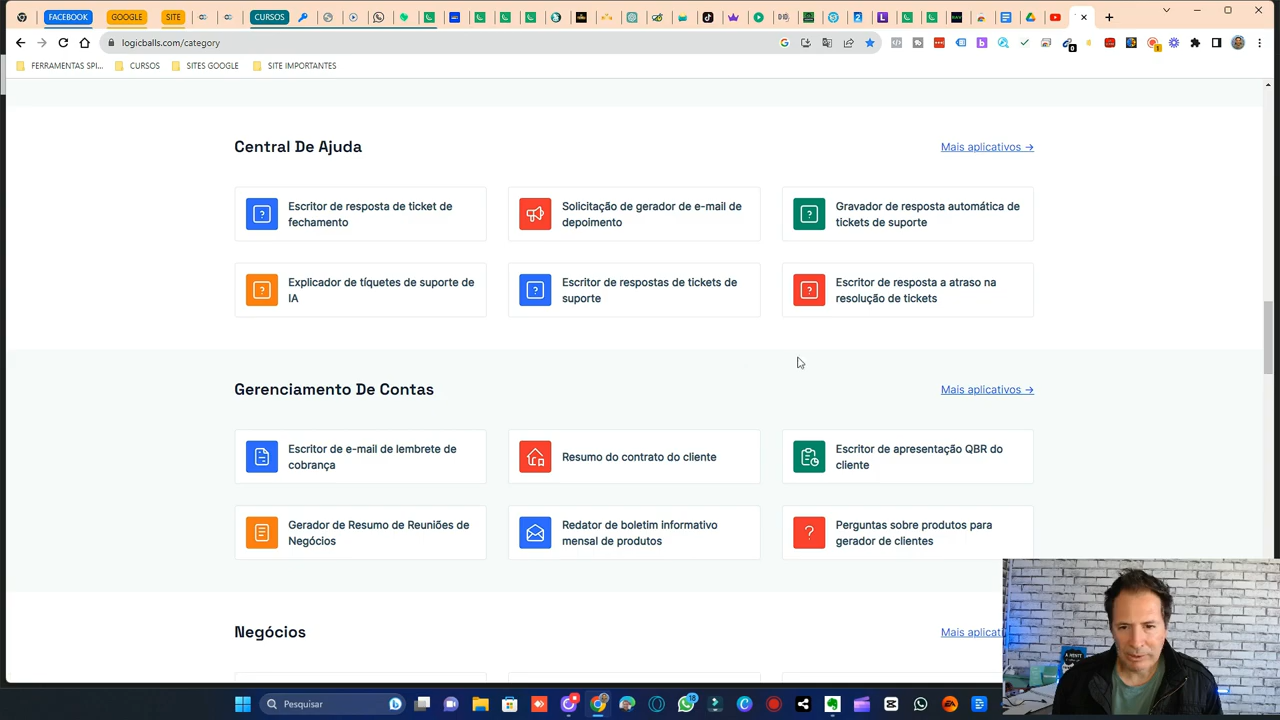 FACEBOOK
GOOGLE
SITE
CURSOS
logicballs.com/category
FERRAMENTAS SPI...
CURSOS
SITES GOOGLE
SITE IMPORTANTES
Central De Ajuda
Mais aplicativos →
Escritor de resposta de ticket de
fechamento
Solicitação de gerador de e-mail de
depoimento
Gravador de resposta automática de
tickets de suporte
Explicador de tíquetes de suporte de
IA
Escritor de respostas de tickets de
suporte
Escritor de resposta a atraso na
resolução de tickets
Gerenciamento De Contas
Mais aplicativos →
Escritor de e-mail de lembrete de
cobrança
Resumo do contrato do cliente
Escritor de apresentação QBR do
cliente
Gerador de Resumo de Reuniões de
Negócios
Redator de boletim informativo
mensal de produtos
Perguntas sobre produtos para
gerador de clientes
Negócios
Mais aplicati
Pesquisar
18